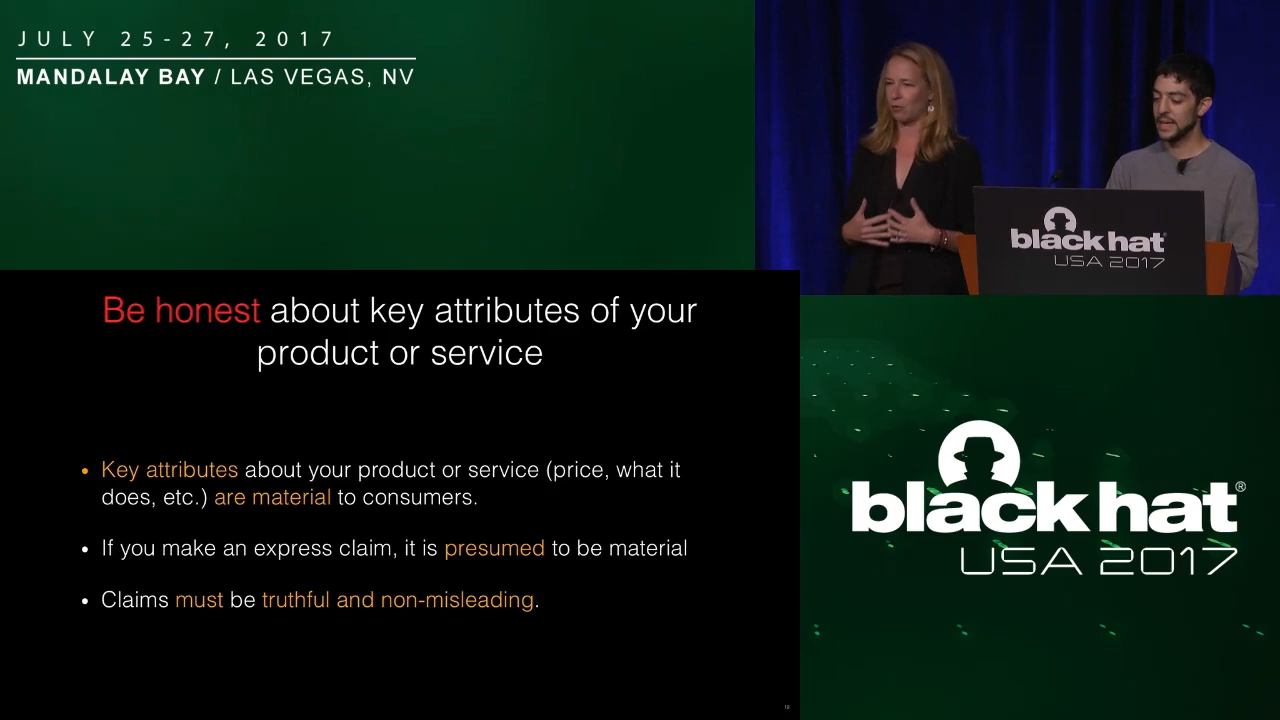 JULY 25-27, 2017
MANDALAY BAY / LAS VEGAS, NV
black hat®
USA 2017
Be honest about key attributes of your
product or service
• Key attributes about your product or service (price, what it
does, etc.) are material to consumers.
• If you make an express claim, it is presumed to be material
• Claims must be truthful and non-misleading.
black hat®
USA 2017